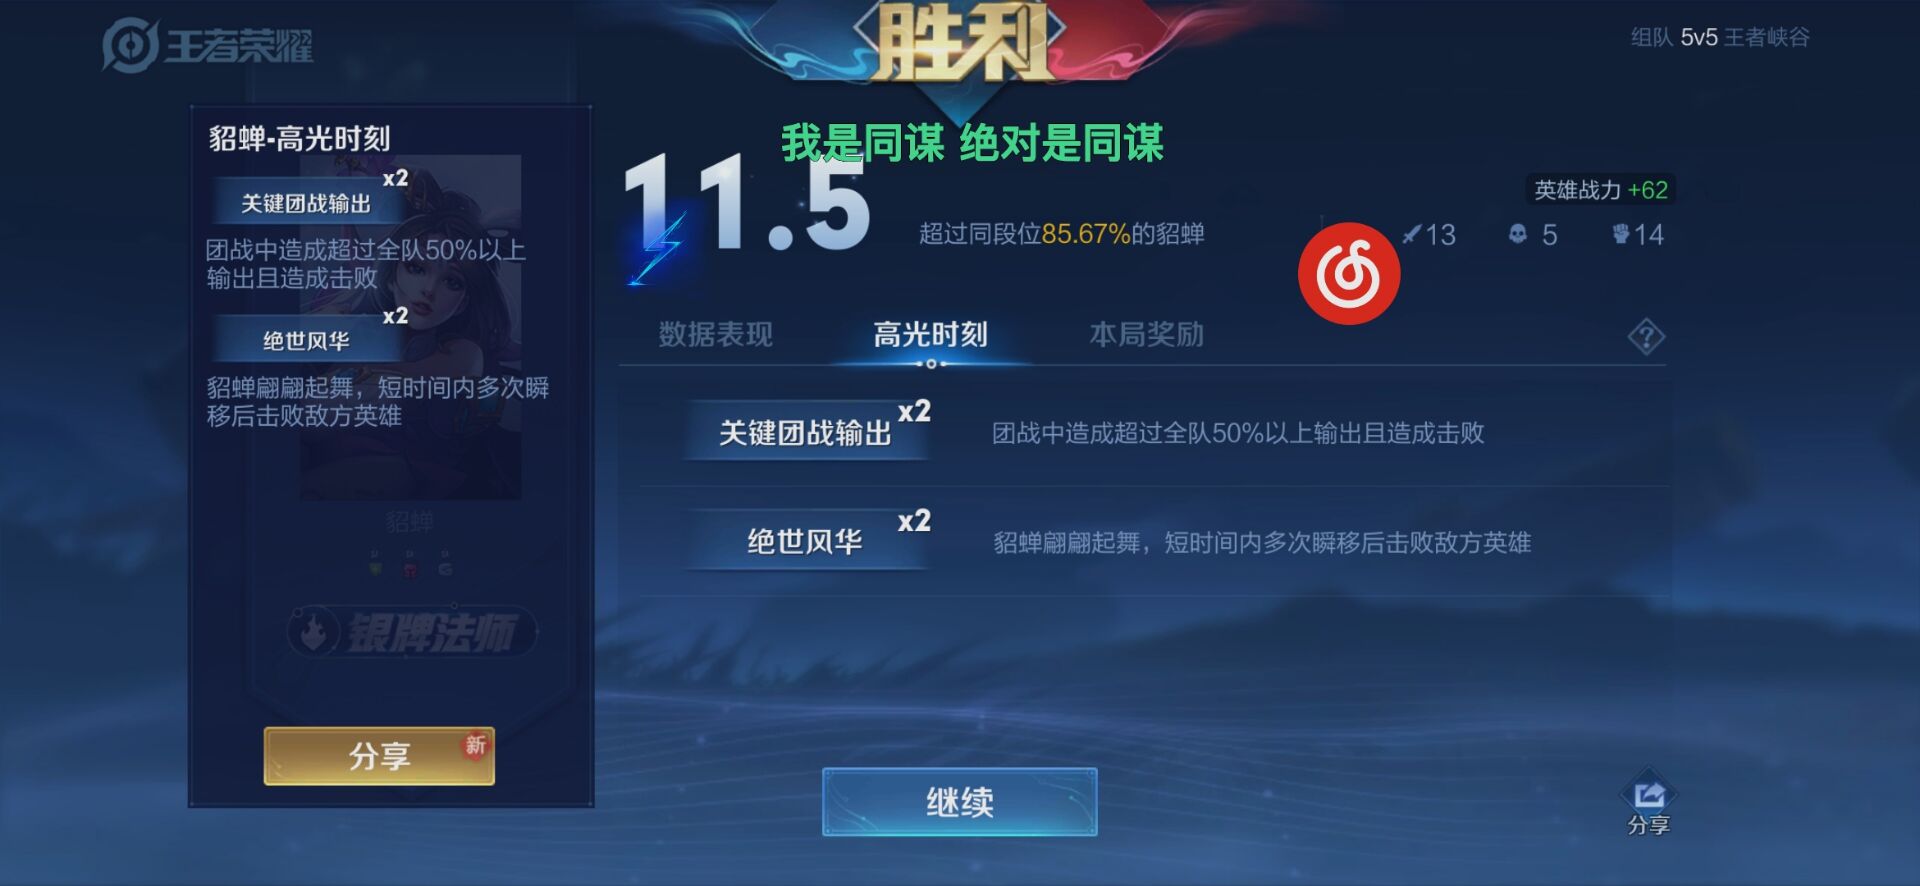 王者荣耀
胜利
组队 5v5 王者峡谷
貂蝉-高光时刻
关键团战输出 x2
团战中造成超过全队50%以上
输出且造成击败
绝世风华 x2
貂蝉翩翩起舞，短时间内多次瞬
移后击败敌方英雄
貂蝉
银牌法师
分享 新
我是同谋 绝对是同谋
11.5
超过同段位85.67%的貂蝉
英雄战力 +62
13 5 14
数据表现 高光时刻 本局奖励 ?
关键团战输出 x2 团战中造成超过全队50%以上输出且造成击败
绝世风华 x2 貂蝉翩翩起舞，短时间内多次瞬移后击败敌方英雄
继续
分享